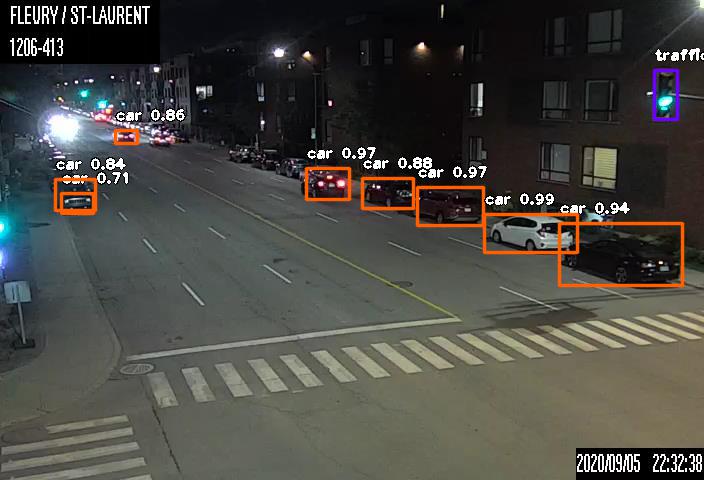 FLEURY / ST-LAURENT
1206-413
traffic
car 0.86
car 0.97
car 0.84
car 0.88
car 0.71
car 0.97
car 0.99
car 0.94
2020/09/05 22:32:38